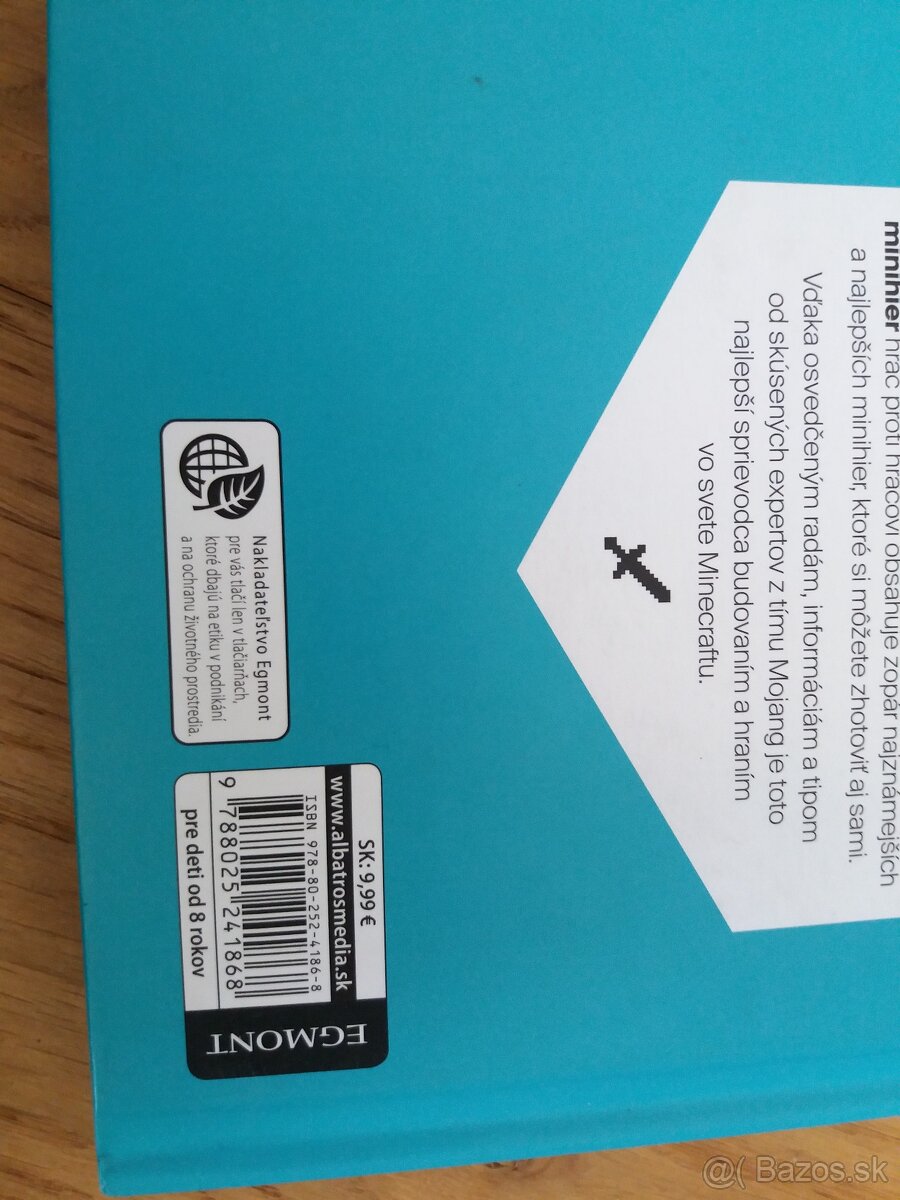 minihier hráč proti hráčovi obsahuje zopár najznámejších
a najlepších minihier, ktoré si môžete zhotoviť aj sami.
Vďaka osvedčeným radám, informáciám a tipom
od skúsených expertov z tímu Mojang je toto
najlepší sprievodca budovaním a hraním
vo svete Minecraftu.
Nakladateľstvo Egmont
pre vás tlačí len v tlačiarňach,
ktoré dbajú na etiku v podnikání
a na ochranu životného prostredia.
SK: 9,99 €
www.albatrosmedia.sk
ISBN 978-80-252-4186-8
9 788025 241868
pre deti od 8 rokov
EGMONT
@( Bazos.sk